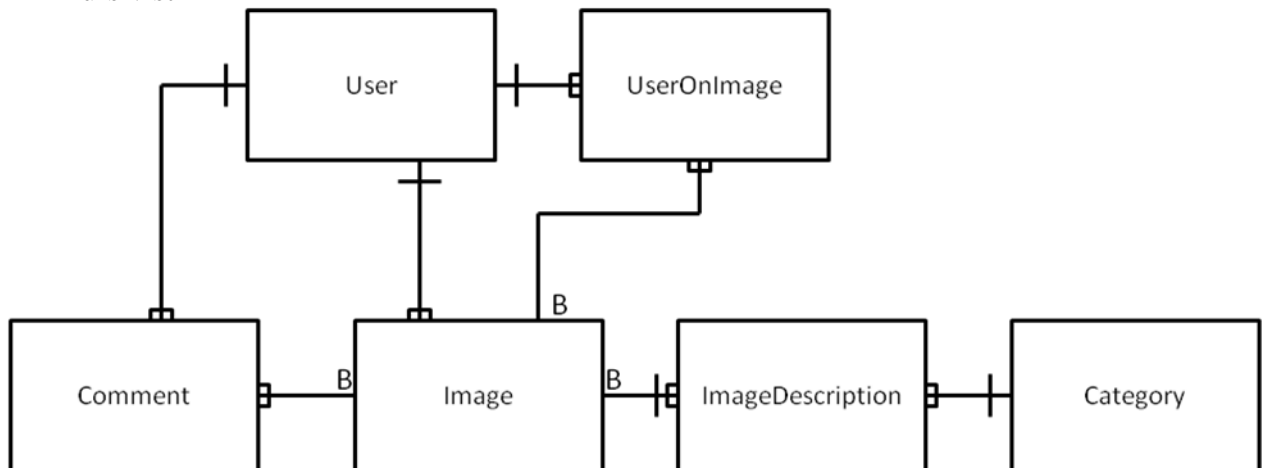 User
UserOnImage
B
Comment
B
Image
B
ImageDescription
Category